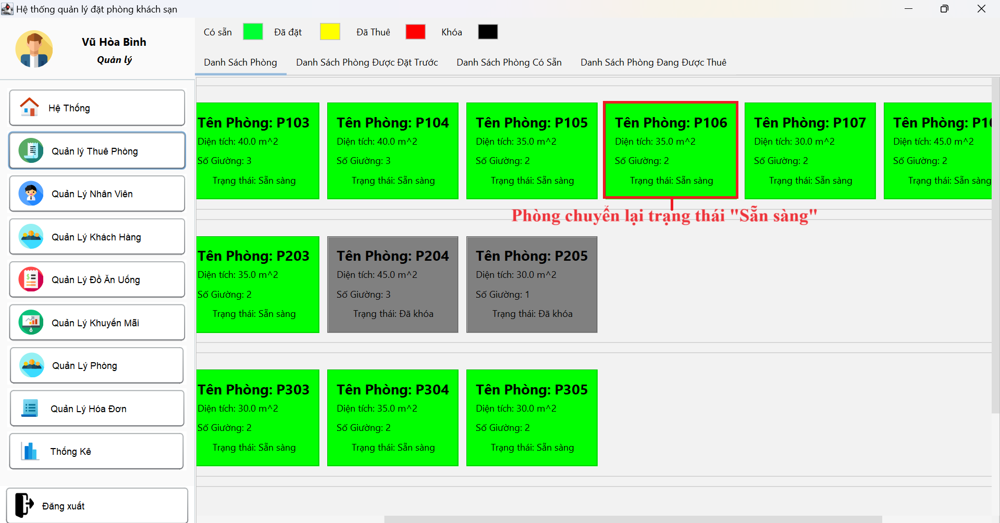 Hệ thống quản lý đặt phòng khách sạn
Vũ Hòa Bình
Quản lý
Hệ Thống
Quản lý Thuê Phòng
Quản Lý Nhân Viên
Quản Lý Khách Hàng
Quản Lý Đồ Ăn Uống
Quản Lý Khuyến Mãi
Quản Lý Phòng
Quản Lý Hóa Đơn
Thống Kê
Đăng xuất
Có sẵn Đã đặt Đã Thuê Khóa
Danh Sách Phòng Danh Sách Phòng Được Đặt Trước Danh Sách Phòng Có Sẵn Danh Sách Phòng Đang Được Thuê
Tên Phòng: P103
Diện tích: 40.0 m^2
Số Giường: 3
Trạng thái: Sẵn sàng
Tên Phòng: P104
Diện tích: 40.0 m^2
Số Giường: 3
Trạng thái: Sẵn sàng
Tên Phòng: P105
Diện tích: 35.0 m^2
Số Giường: 2
Trạng thái: Sẵn sàng
Tên Phòng: P106
Diện tích: 35.0 m^2
Số Giường: 2
Trạng thái: Sẵn sàng
Tên Phòng: P107
Diện tích: 30.0 m^2
Số Giường: 2
Trạng thái: Sẵn sàng
Tên Phòng:
Diện tích: 45.0 m^2
Số Giường: 2
Trạng thái: Sẵn sàng
Phòng chuyển lại trạng thái "Sẵn sàng"
Tên Phòng: P203
Diện tích: 35.0 m^2
Số Giường: 2
Trạng thái: Sẵn sàng
Tên Phòng: P204
Diện tích: 45.0 m^2
Số Giường: 3
Trạng thái: Đã khóa
Tên Phòng: P205
Diện tích: 30.0 m^2
Số Giường: 1
Trạng thái: Đã khóa
Tên Phòng: P303
Diện tích: 30.0 m^2
Số Giường: 2
Trạng thái: Sẵn sàng
Tên Phòng: P304
Diện tích: 35.0 m^2
Số Giường: 2
Trạng thái: Sẵn sàng
Tên Phòng: P305
Diện tích: 30.0 m^2
Số Giường: 2
Trạng thái: Sẵn sàng